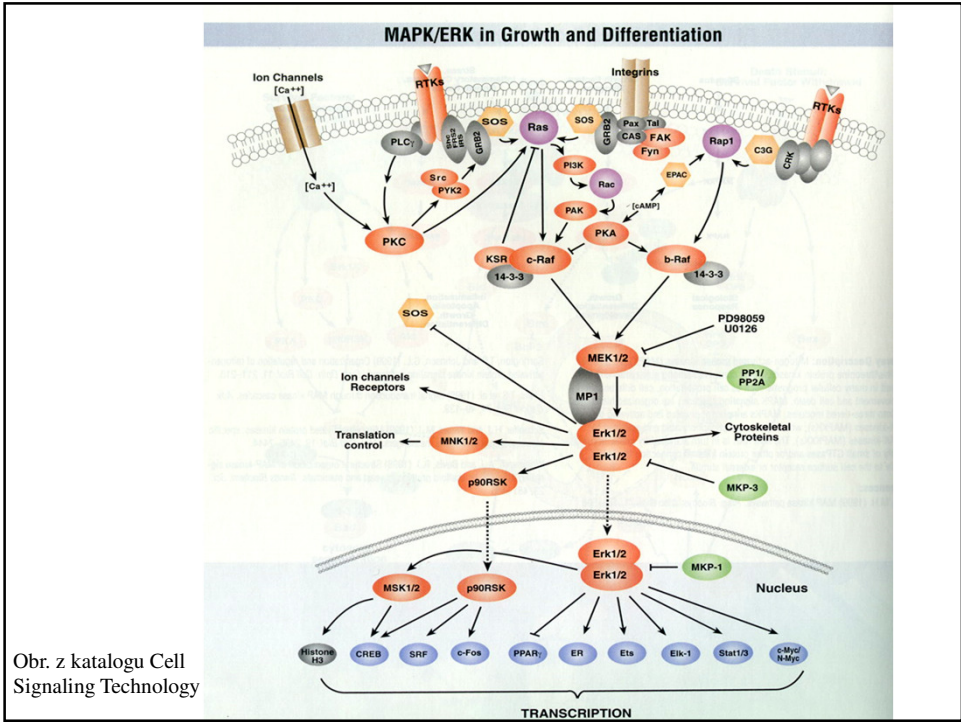 MAPK/ERK in Growth and Differentiation
Ion Channels
[Ca++]
RTKs
Integrins
RTKs
SOS
Ras
SOS
GRB2
Pax
Tal
CAS
FAK
Fyn
Rap1
C3G
CRK
PLCγ
Shc
FRS2
IRS
GRB2
PI3K
EPAC
Src
PYK2
Rac
[Ca++]
[cAMP]
PAK
PKA
PKC
KSR
c-Raf
14-3-3
b-Raf
14-3-3
SOS
PD98059
U0126
MEK1/2
PP1/
PP2A
Ion channels
Receptors
MP1
Translation
control
MNK1/2
Erk1/2
Erk1/2
Cytoskeletal
Proteins
p90RSK
MKP-3
Erk1/2
Erk1/2
MKP-1
Nucleus
MSK1/2
p90RSK
Histone
H3
CREB
SRF
c-Fos
PPARγ
ER
Ets
Elk-1
Stat1/3
c-Myc/
N-Myc
TRANSCRIPTION
Obr. z katalogu Cell
Signaling Technology